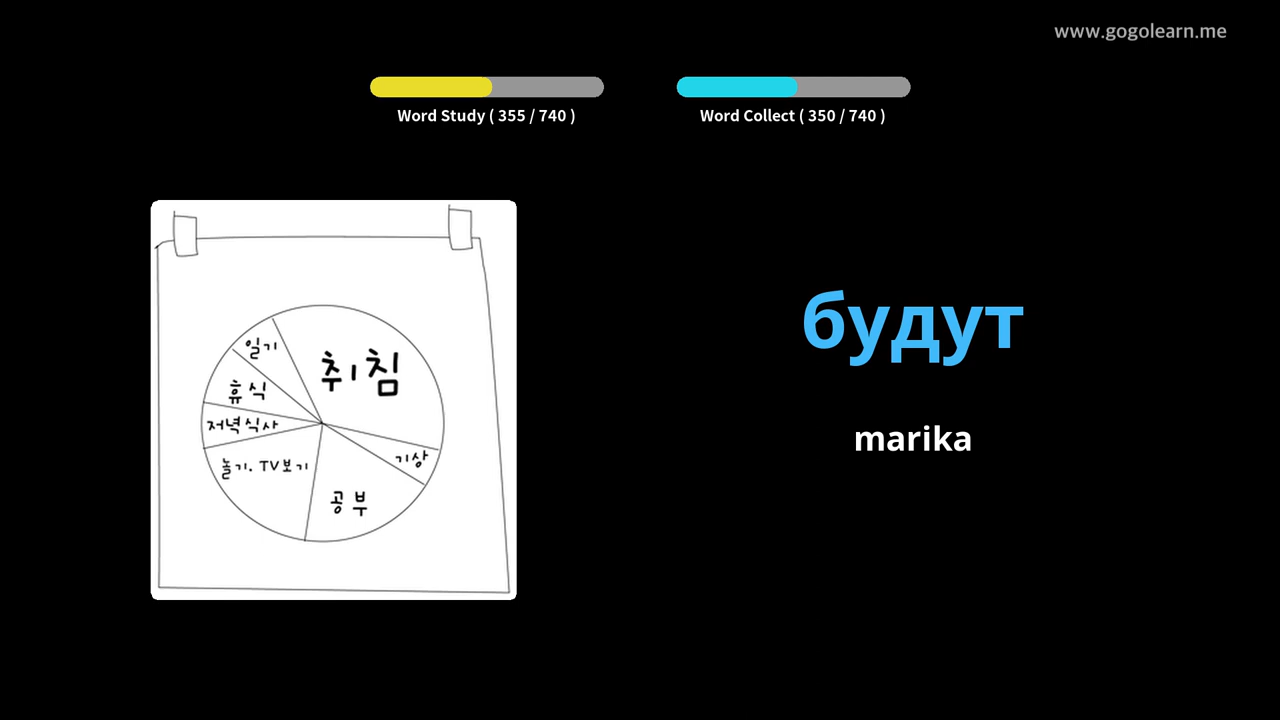 www.gogolearn.me
Word Study ( 355 / 740 )
Word Collect ( 350 / 740 )
일기
취침
휴식
저녁식사
놀기. TV보기
기상
공부
будут
marika